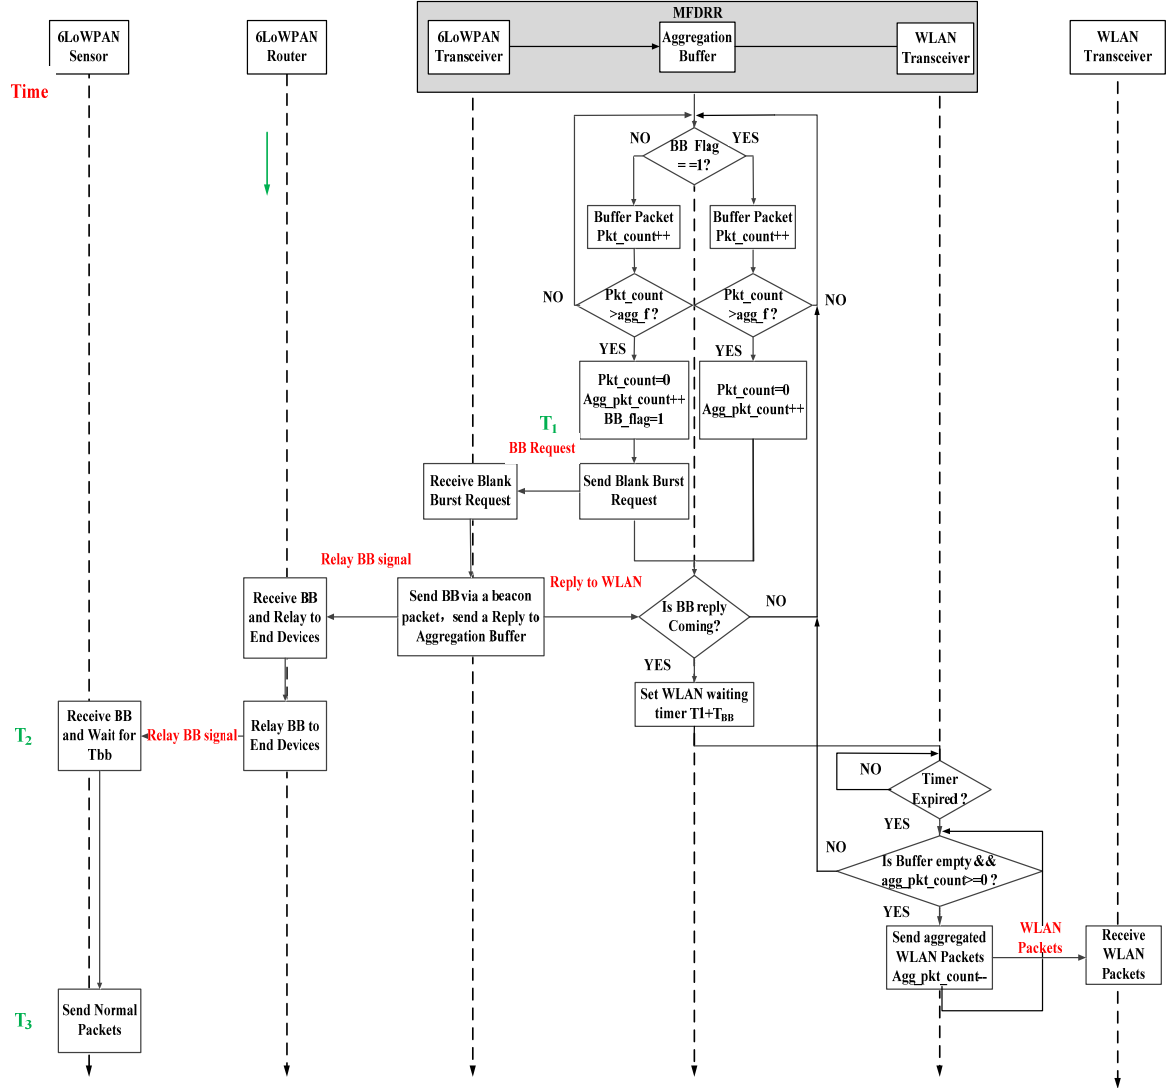 MFDRR
6LoWPAN
Sensor
6LoWPAN
Router
6LoWPAN
Transceiver
Aggregation
Buffer
WLAN
Transceiver
WLAN
Transceiver
Time
NO
BB Flag
= =1?
YES
Buffer Packet
Pkt_count++
Buffer Packet
Pkt_count++
NO
Pkt_count
>agg_f ?
Pkt_count
>agg_f ?
NO
YES
YES
Pkt_count=0
Agg_pkt_count++
BB_flag=1
Pkt_count=0
Agg_pkt_count++
T1
BB Request
Receive Blank
Burst Request
Send Blank Burst
Request
Relay BB signal
Reply to WLAN
Receive BB
and Relay to
End Devices
Send BB via a beacon
packet, send a Reply to
Aggregation Buffer
Is BB reply
Coming?
NO
YES
Set WLAN waiting
timer T1+TBB
T2
Receive BB
and Wait for
Tbb
Relay BB signal
Relay BB to
End Devices
NO
Timer
Expired ?
YES
NO
Is Buffer empty &&
agg_pkt_count>=0 ?
YES
Send aggregated
WLAN Packets
Agg_pkt_count--
WLAN
Packets
Receive
WLAN
Packets
T3
Send Normal
Packets